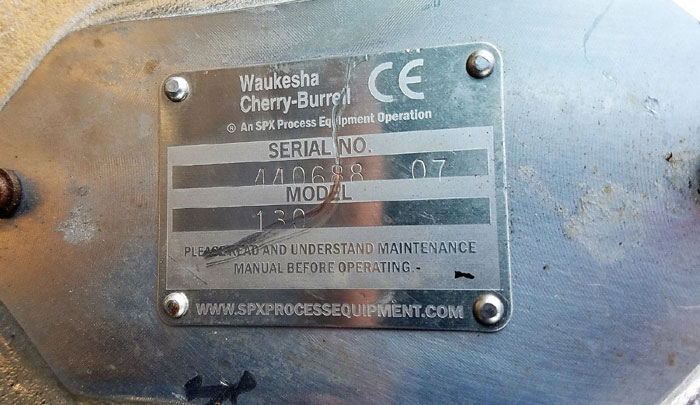 Waukesha
Cherry-Burrell
CE
® An SPX Process Equipment Operation
SERIAL NO.
440688 07
MODEL
130
PLEASE READ AND UNDERSTAND MAINTENANCE
MANUAL BEFORE OPERATING.
WWW.SPXPROCESSEQUIPMENT.COM